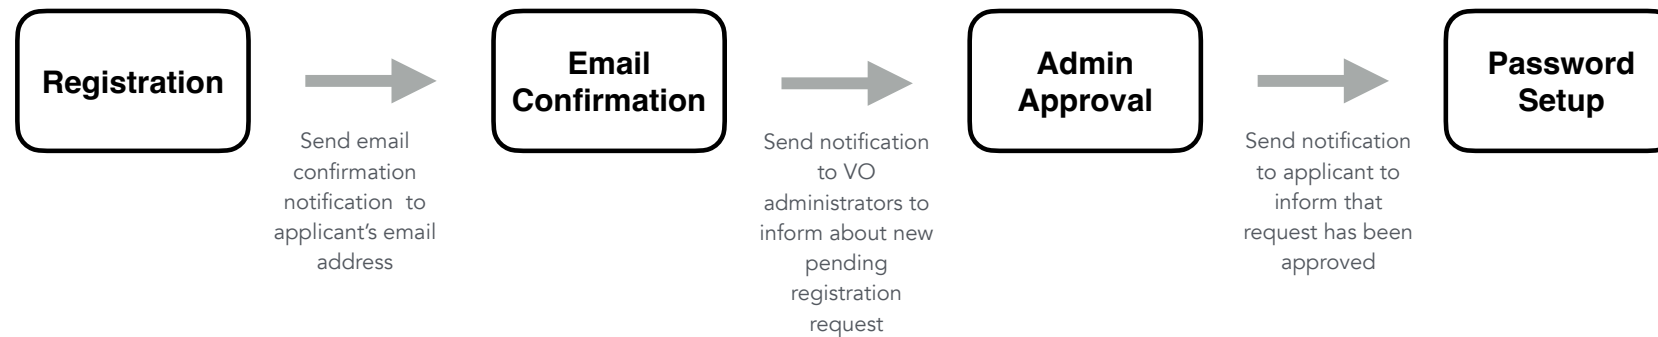 Registration
Email
Confirmation
Admin
Approval
Password
Setup
Send email
confirmation
notification  to
applicant's email
address
Send notification
to VO
administrators to
inform about new
pending
registration
request
Send notification
to applicant to
inform that
request has been
approved